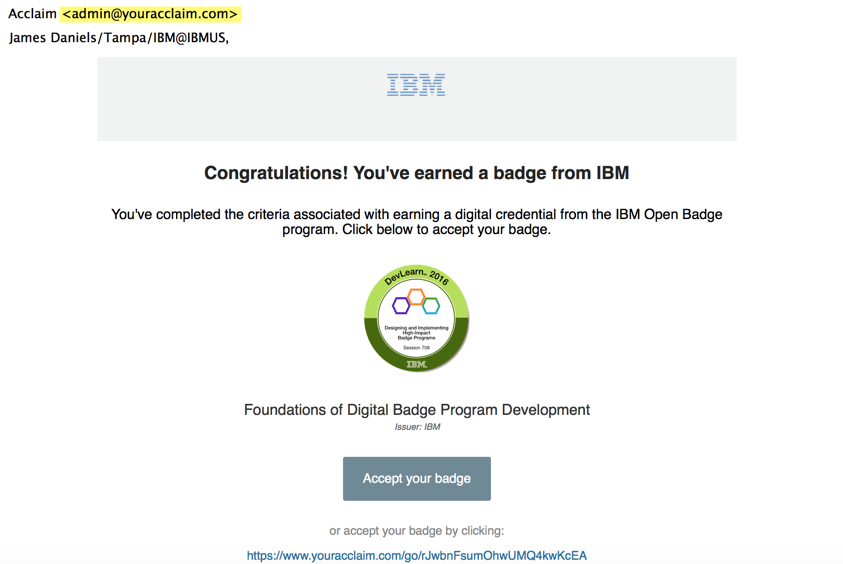 Acclaim <admin@youracclaim.com>
James Daniels/Tampa/IBM@IBMUS,
IBM
Congratulations! You've earned a badge from IBM
You've completed the criteria associated with earning a digital credential from the IBM Open Badge
program. Click below to accept your badge.
DevLearn. 2016
Designing and Implementing
High-Impact
Badge Programs
Session 708
IBM.
Foundations of Digital Badge Program Development
Issuer: IBM
Accept your badge
or accept your badge by clicking:
https://www.youracclaim.com/go/rJwbnFsumOhwUMQ4kwKcEA